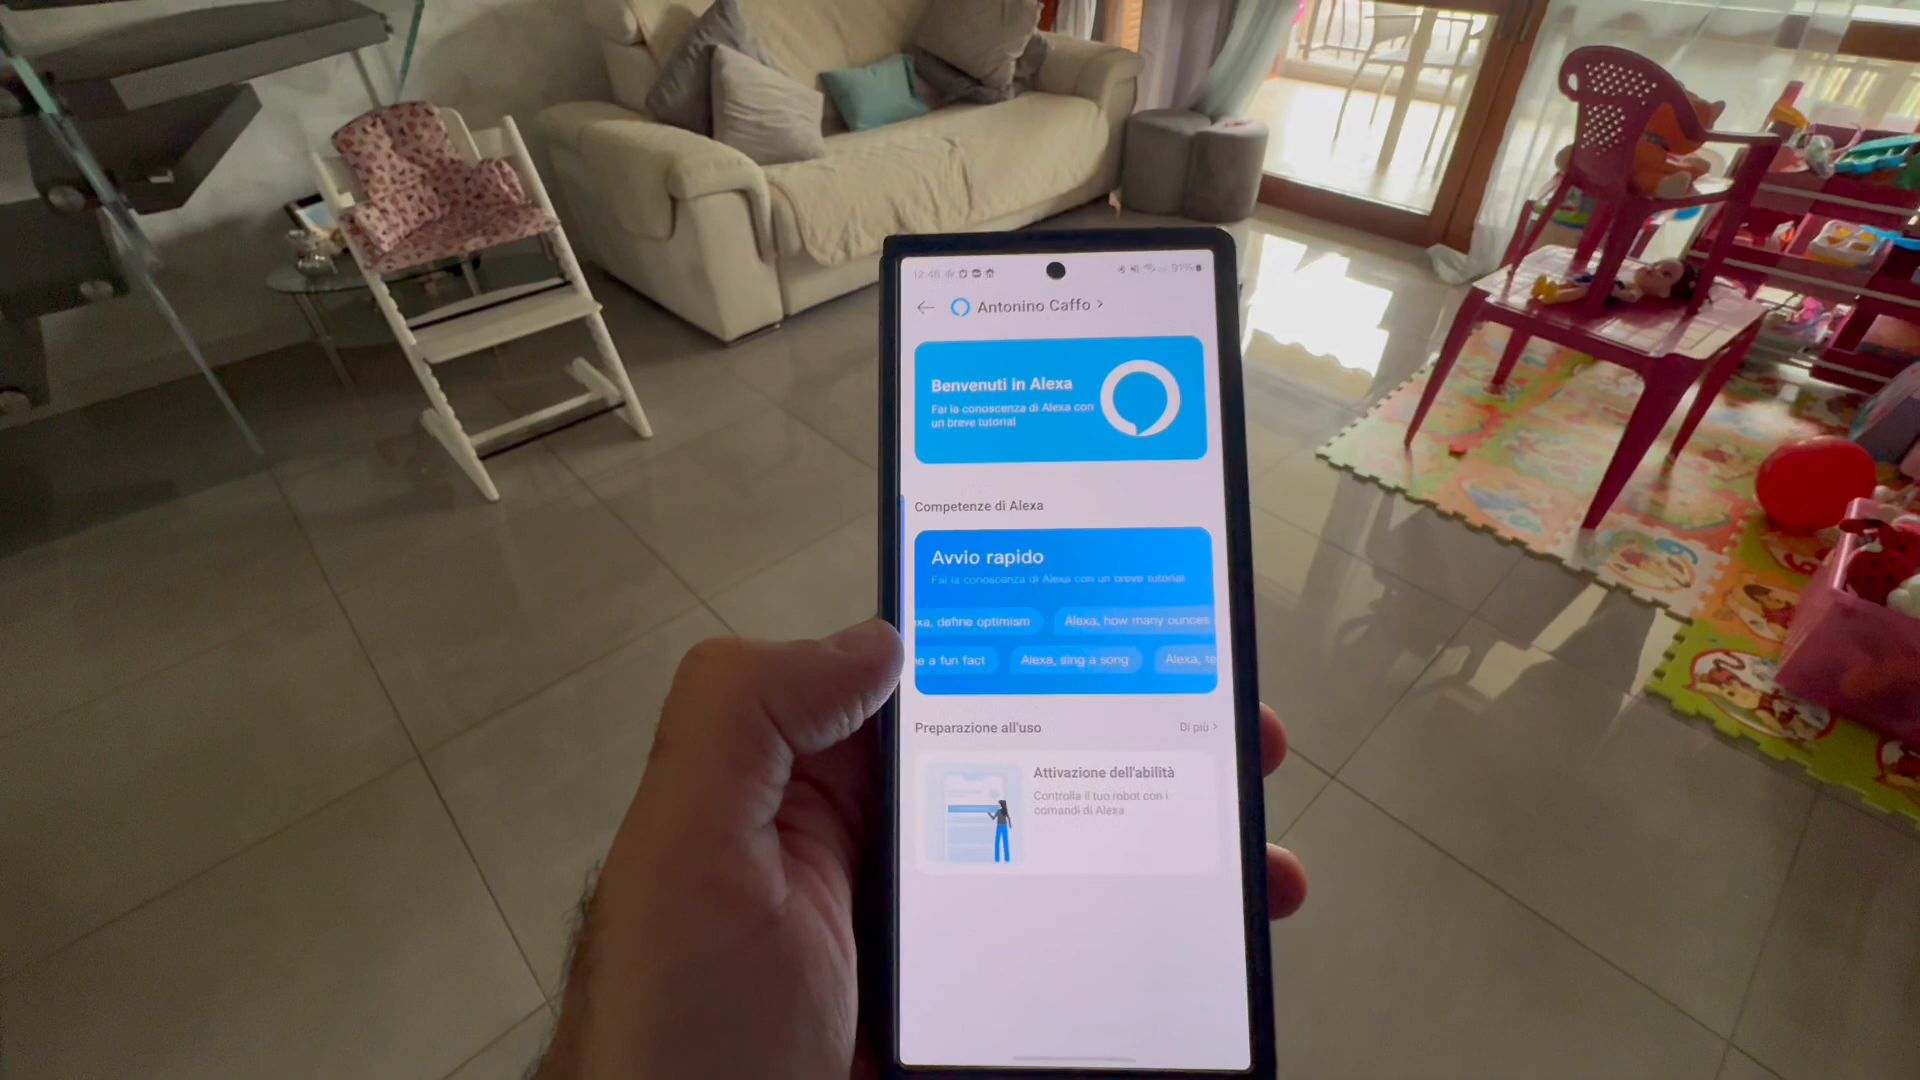 12:48
91%
Antonino Caffo >
Benvenuti in Alexa
Fai la conoscenza di Alexa con
un breve tutorial
Competenze di Alexa
Avvio rapido
Fai la conoscenza di Alexa con un breve tutorial
xa, define optimism
Alexa, how many ounces
e a fun fact
Alexa, sing a song
Alexa, te
Preparazione all'uso
Di più >
Attivazione dell'abilità
Controlla il tuo robot con i
comandi di Alexa